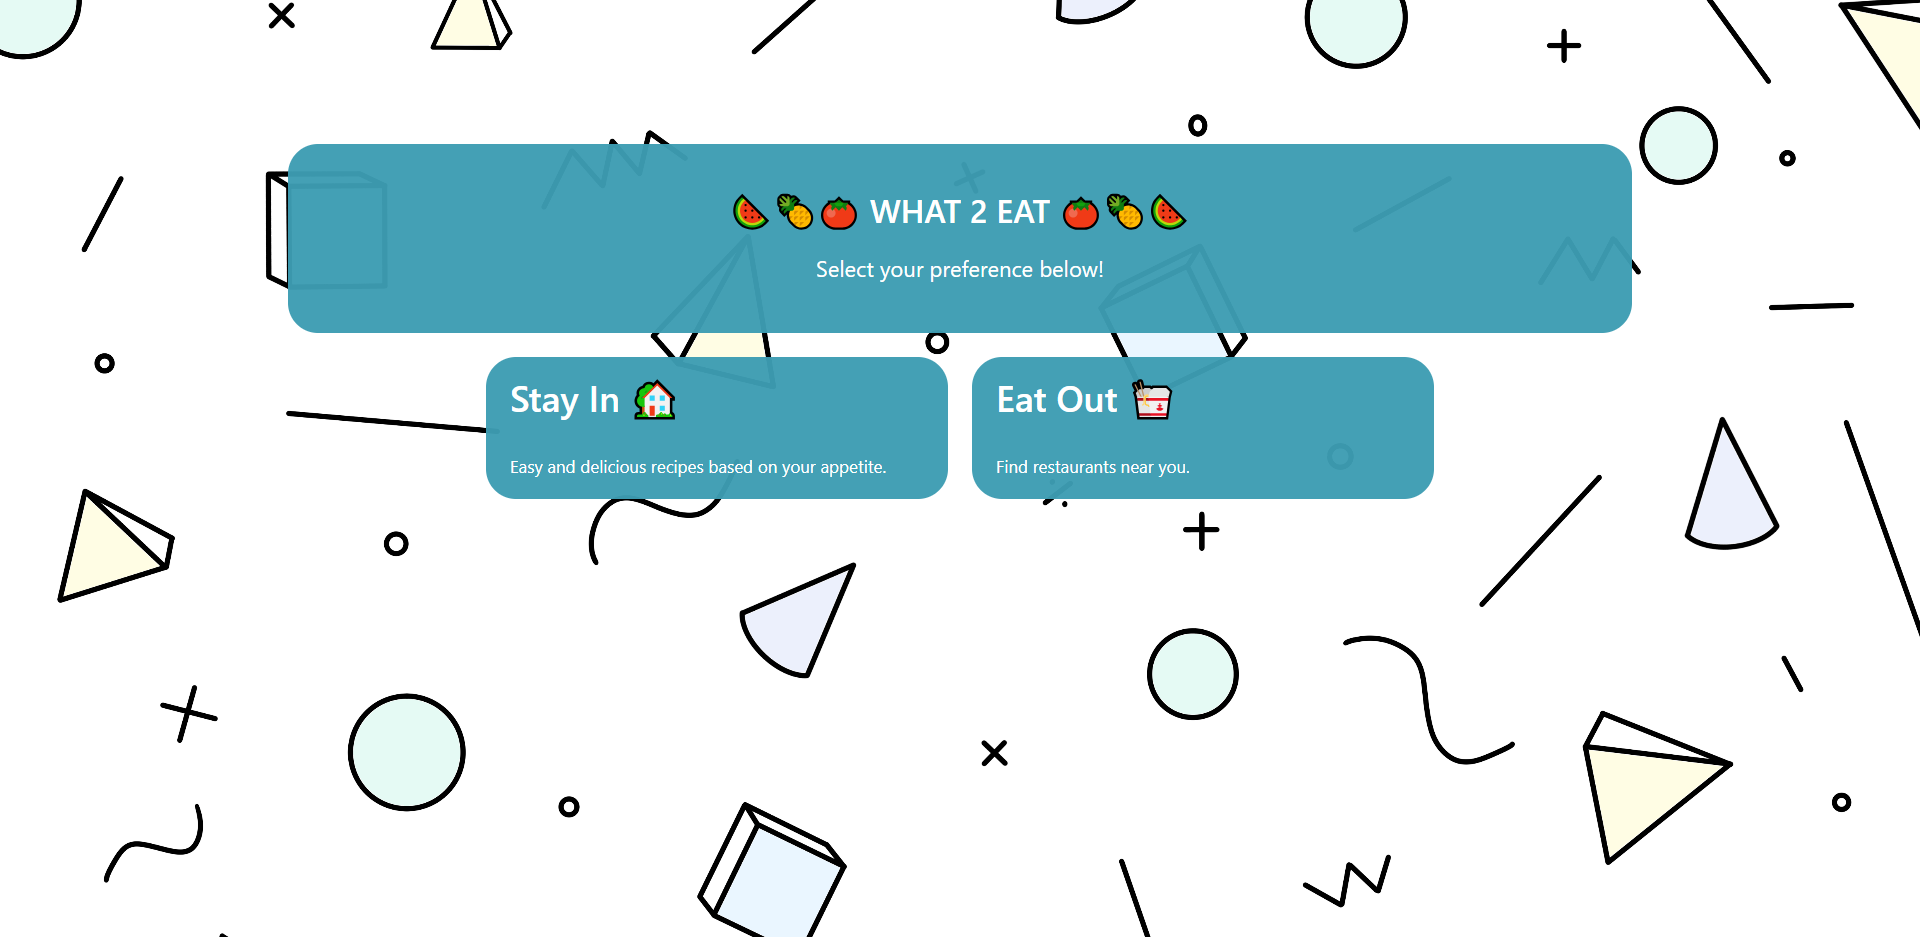 🍉🍍🍅 WHAT 2 EAT 🍅🍍🍉
Select your preference below!
Stay In 🏡
Easy and delicious recipes based on your appetite.
Eat Out 🥡
Find restaurants near you.